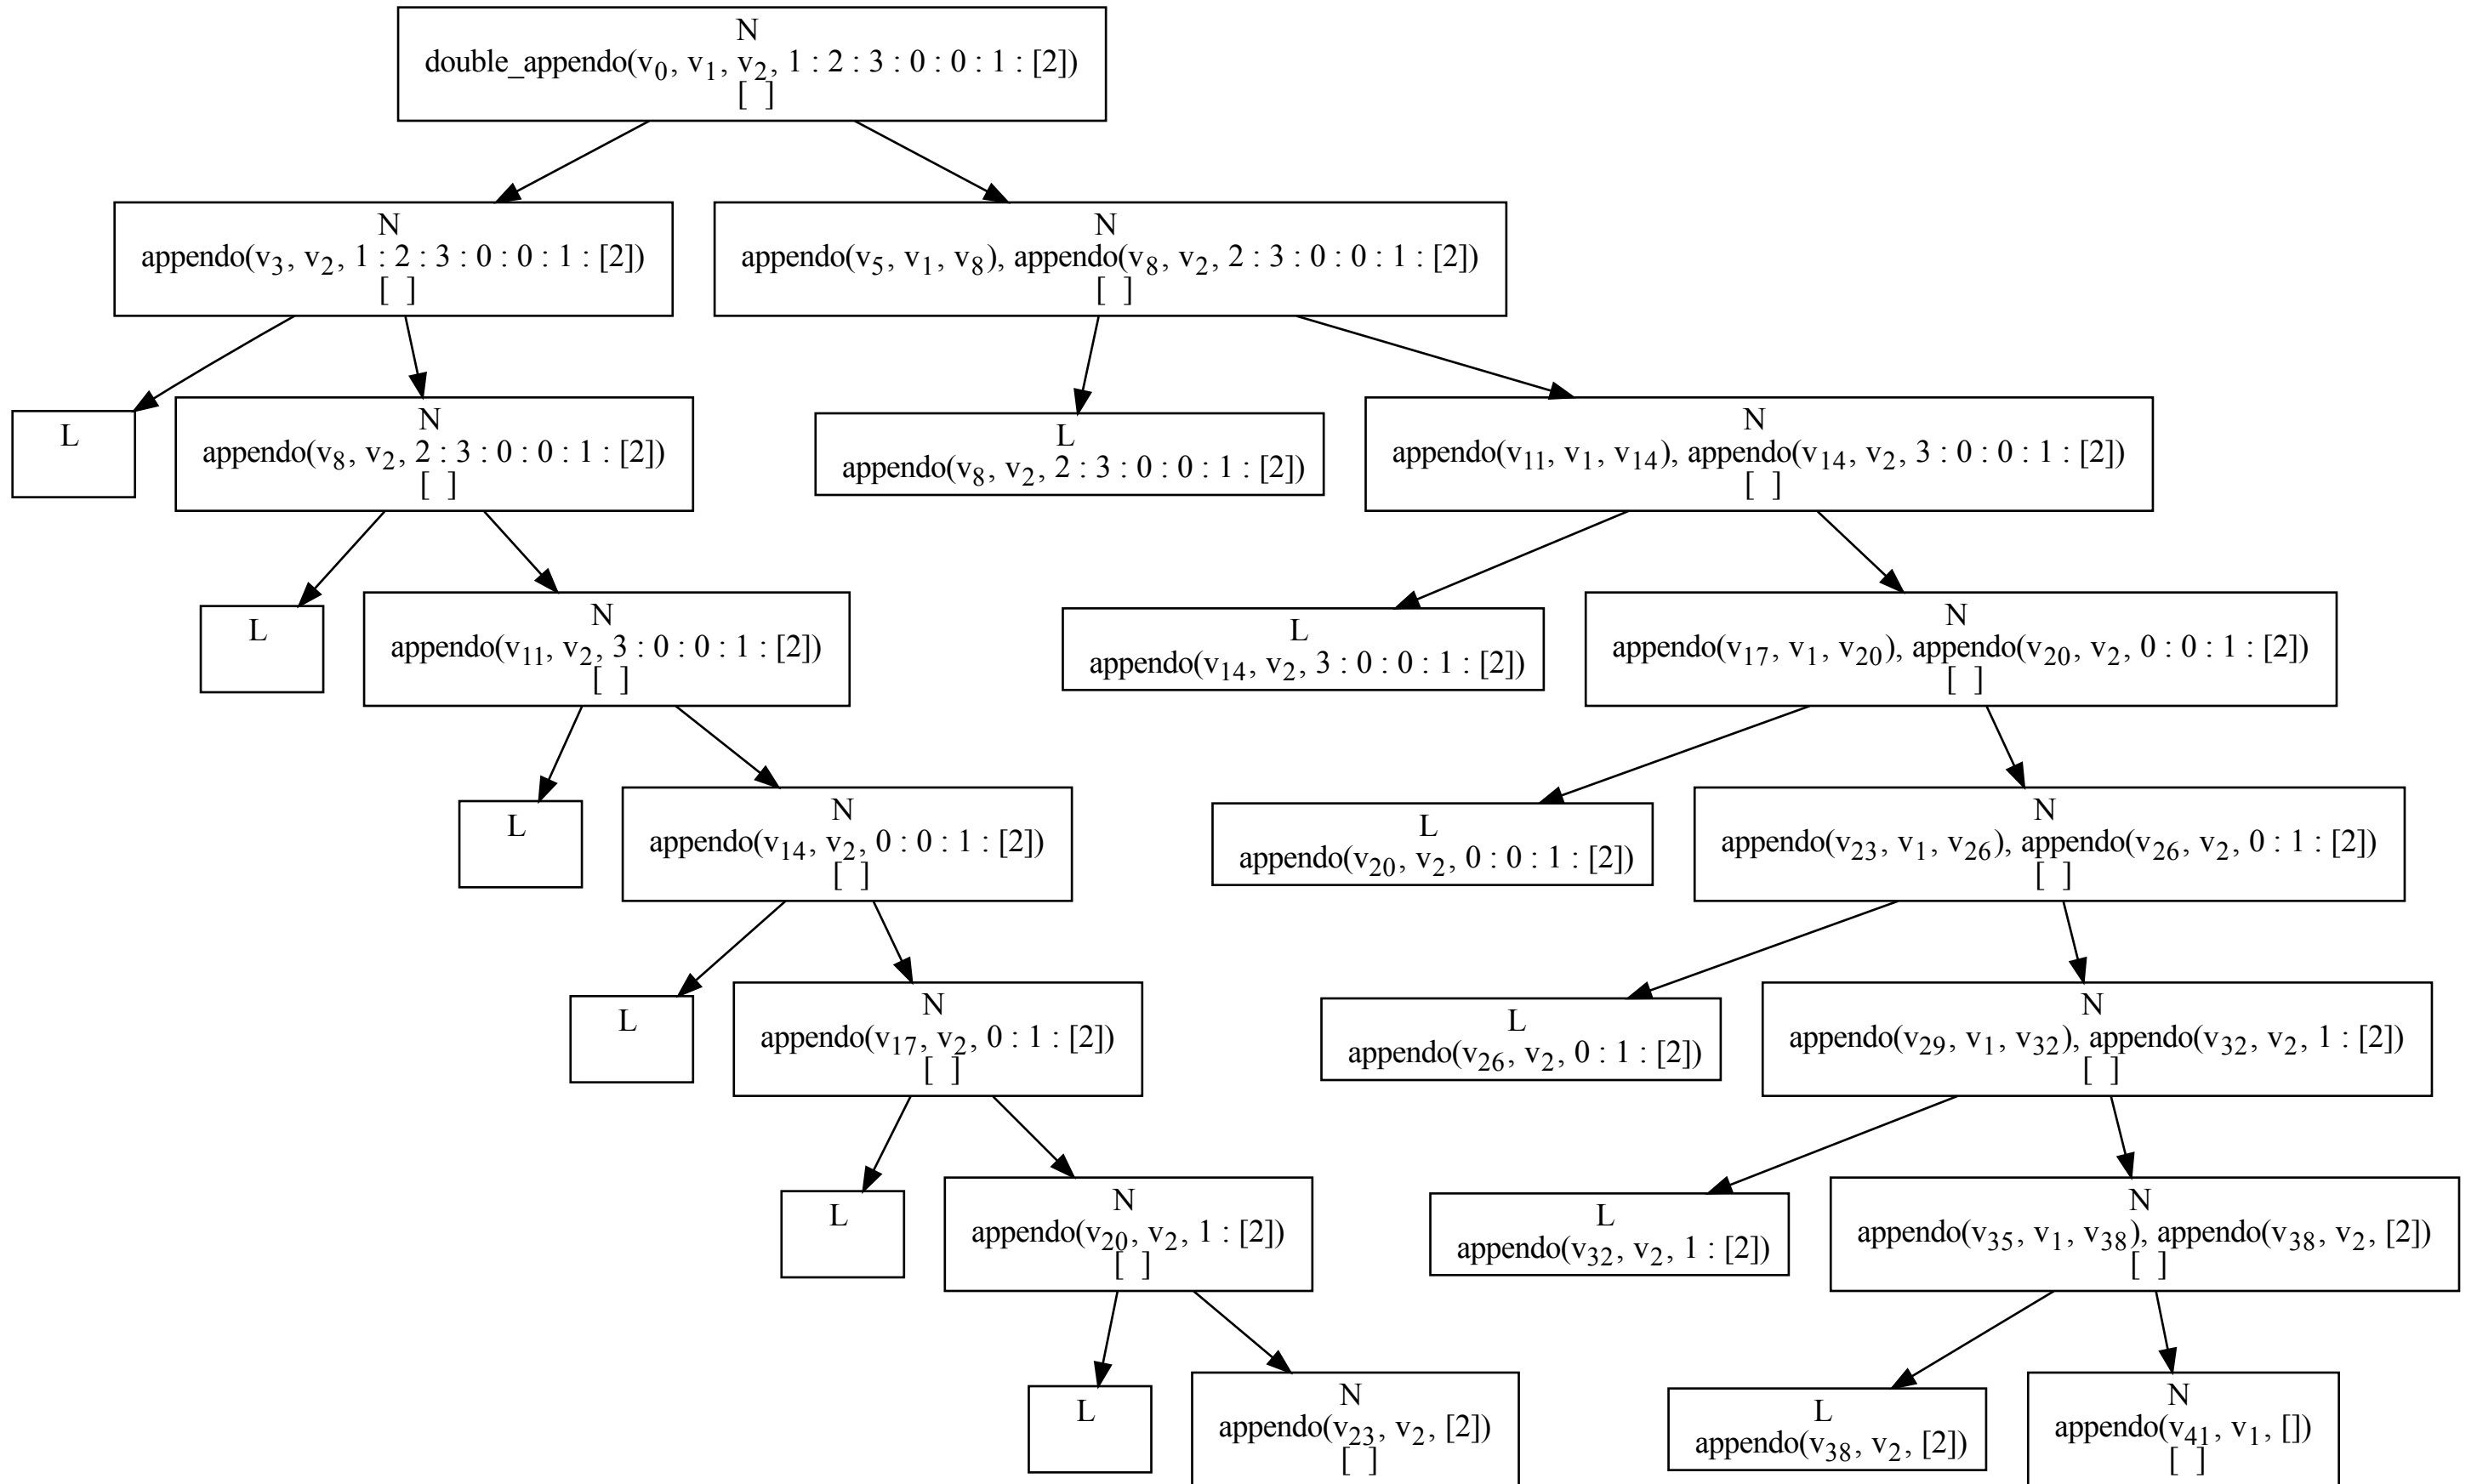 N
double_appendo(v₀, v₁, v₂, 1 : 2 : 3 : 0 : 0 : 1 : [2])
[ ]
N
appendo(v₃, v₂, 1 : 2 : 3 : 0 : 0 : 1 : [2])
[ ]
N
appendo(v₅, v₁, v₈), appendo(v₈, v₂, 2 : 3 : 0 : 0 : 1 : [2])
[ ]
L
N
appendo(v₈, v₂, 2 : 3 : 0 : 0 : 1 : [2])
[ ]
L
appendo(v₈, v₂, 2 : 3 : 0 : 0 : 1 : [2])
N
appendo(v₁₁, v₁, v₁₄), appendo(v₁₄, v₂, 3 : 0 : 0 : 1 : [2])
[ ]
L
N
appendo(v₁₁, v₂, 3 : 0 : 0 : 1 : [2])
[ ]
L
appendo(v₁₄, v₂, 3 : 0 : 0 : 1 : [2])
N
appendo(v₁₇, v₁, v₂₀), appendo(v₂₀, v₂, 0 : 0 : 1 : [2])
[ ]
L
N
appendo(v₁₄, v₂, 0 : 0 : 1 : [2])
[ ]
L
appendo(v₂₀, v₂, 0 : 0 : 1 : [2])
N
appendo(v₂₃, v₁, v₂₆), appendo(v₂₆, v₂, 0 : 1 : [2])
[ ]
L
N
appendo(v₁₇, v₂, 0 : 1 : [2])
[ ]
L
appendo(v₂₆, v₂, 0 : 1 : [2])
N
appendo(v₂₉, v₁, v₃₂), appendo(v₃₂, v₂, 1 : [2])
[ ]
L
N
appendo(v₂₀, v₂, 1 : [2])
[ ]
L
appendo(v₃₂, v₂, 1 : [2])
N
appendo(v₃₅, v₁, v₃₈), appendo(v₃₈, v₂, [2])
[ ]
L
N
appendo(v₂₃, v₂, [2])
[ ]
L
appendo(v₃₈, v₂, [2])
N
appendo(v₄₁, v₁, [])
[ ]